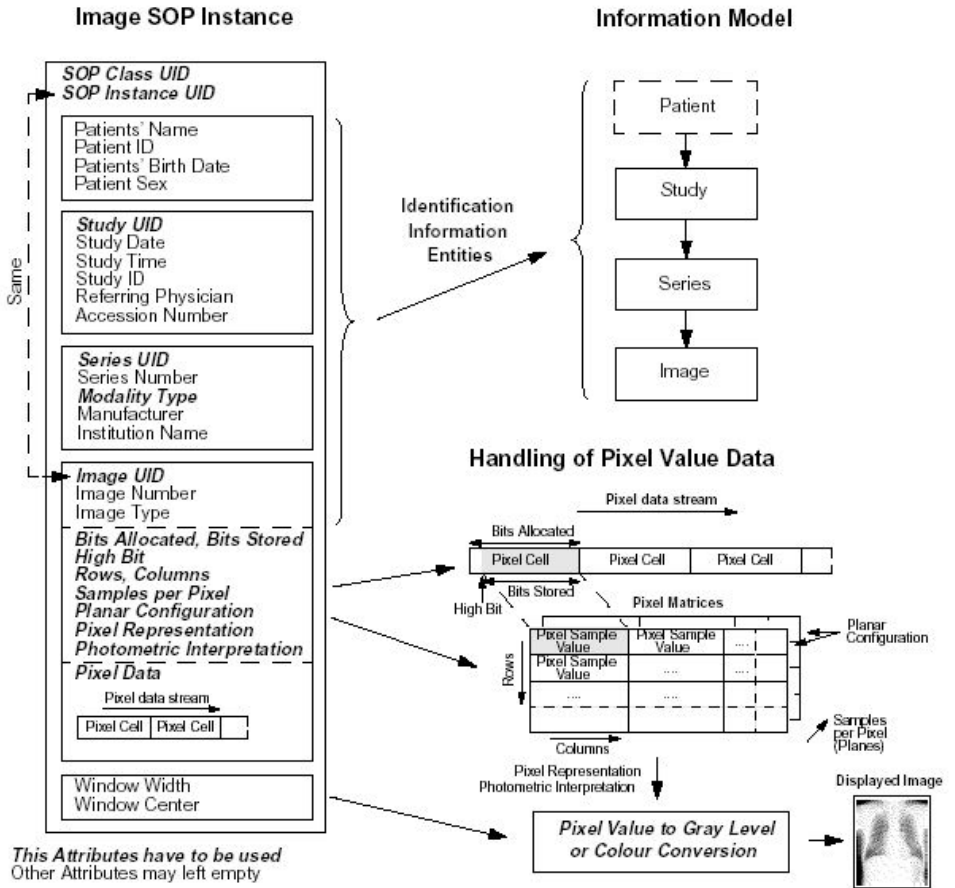 Image SOP Instance
SOP Class UID
SOP Instance UID
Patients' Name
Patient ID
Patients' Birth Date
Patient Sex
Study UID
Study Date
Study Time
Study ID
Referring Physician
Accession Number
Series UID
Series Number
Modality Type
Manufacturer
Institution Name
Image UID
Image Number
Image Type
Bits Allocated, Bits Stored
High Bit
Rows, Columns
Samples per Pixel
Planar Configuration
Pixel Representation
Photometric Interpretation
Pixel Data
Pixel data stream
Pixel Cell Pixel Cell
Window Width
Window Center
Same
This Attributes have to be used
Other Attributes may left empty
Identification
Information
Entities
Information Model
Patient
Study
Series
Image
Handling of Pixel Value Data
Pixel data stream
Bits Allocated
Pixel Cell Pixel Cell Pixel Cell
Bits Stored
High Bit
Pixel Matrices
Pixel Sample Value
Pixel Sample Value
....
Pixel Sample Value
....
....
....
....
Rows
Columns
Planar
Configuration
Samples
per Pixel
(Planes)
Pixel Representation
Photometric Interpretation
Pixel Value to Gray Level
or Colour Conversion
Displayed Image